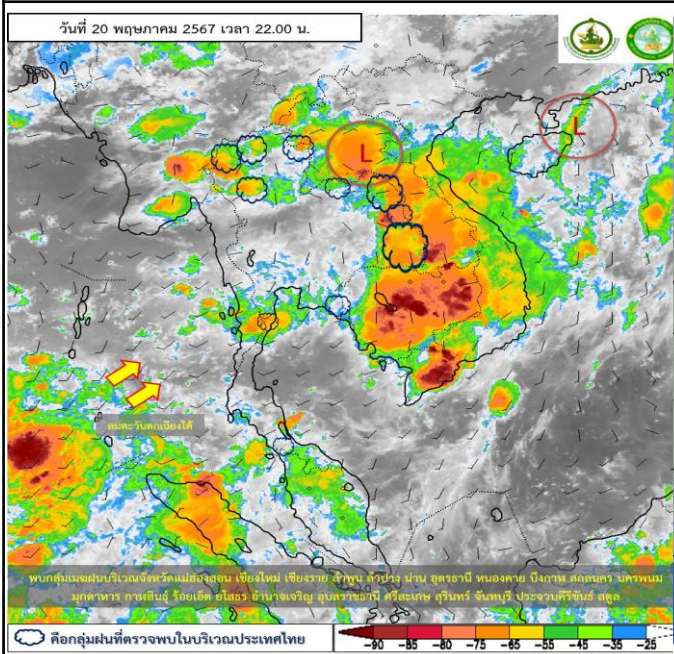 วันที่ 20 พฤษภาคม 2567 เวลา 22.00 น.
L
L
ลมตะวันตกเฉียงใต้
พบกลุ่มเมฆฝนบริเวณจังหวัดแม่ฮ่องสอน เชียงใหม่ เชียงราย ลำพูน ลำปาง น่าน อุดรธานี หนองคาย บึงกาฬ สกลนคร นครพนม
มุกดาหาร กาฬสินธุ์ ร้อยเอ็ด ยโสธร อำนาจเจริญ อุบลราชธานี ศรีสะเกษ สุรินทร์ จันทบุรี ประจวบคีรีขันธ์ สตูล
คือกลุ่มฝนที่ตรวจพบในบริเวณประเทศไทย
-90 -85 -80 -75 -65 -55 -45 -35 -25